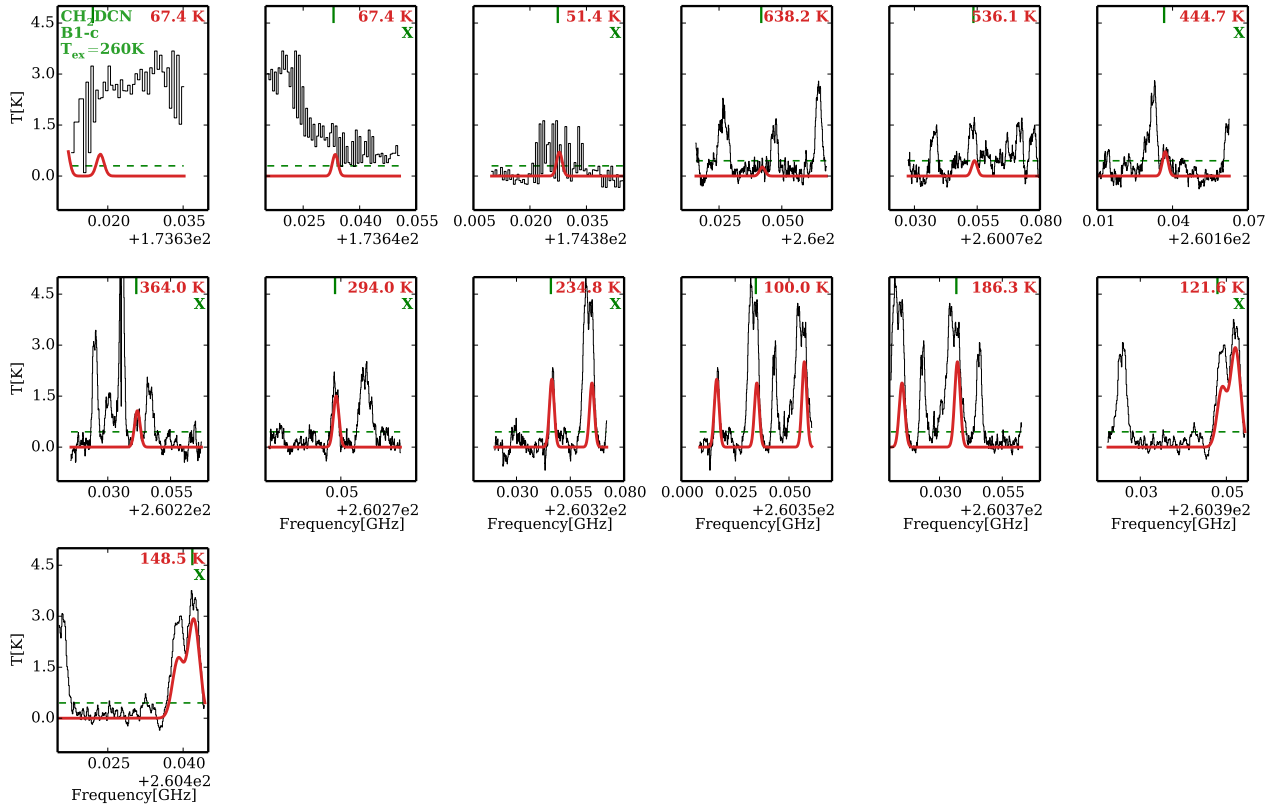 CH2DCN 67.4 K
B1-c
Tex=260K
T[K]
4.5
3.0
1.5
0.0
0.020 0.035
+1.7363e2
67.4 K
X
0.025 0.040 0.055
+1.7364e2
51.4 K
X
0.005 0.020 0.035
+1.7438e2
638.2 K
0.025 0.050
+2.6e2
536.1 K
0.030 0.055 0.080
+2.6007e2
444.7 K
X
0.01 0.04 0.07
+2.6016e2
364.0 K
X
T[K]
4.5
3.0
1.5
0.0
0.030 0.055
+2.6022e2
294.0 K
X
0.05
+2.6027e2
Frequency[GHz]
234.8 K
X
0.030 0.055 0.080
+2.6032e2
Frequency[GHz]
100.0 K
X
0.000 0.025 0.050
+2.6035e2
Frequency[GHz]
186.3 K
0.030 0.055
+2.6037e2
Frequency[GHz]
121.6 K
X
0.03 0.05
+2.6039e2
Frequency[GHz]
148.5 K
X
T[K]
4.5
3.0
1.5
0.0
0.025 0.040
+2.604e2
Frequency[GHz]